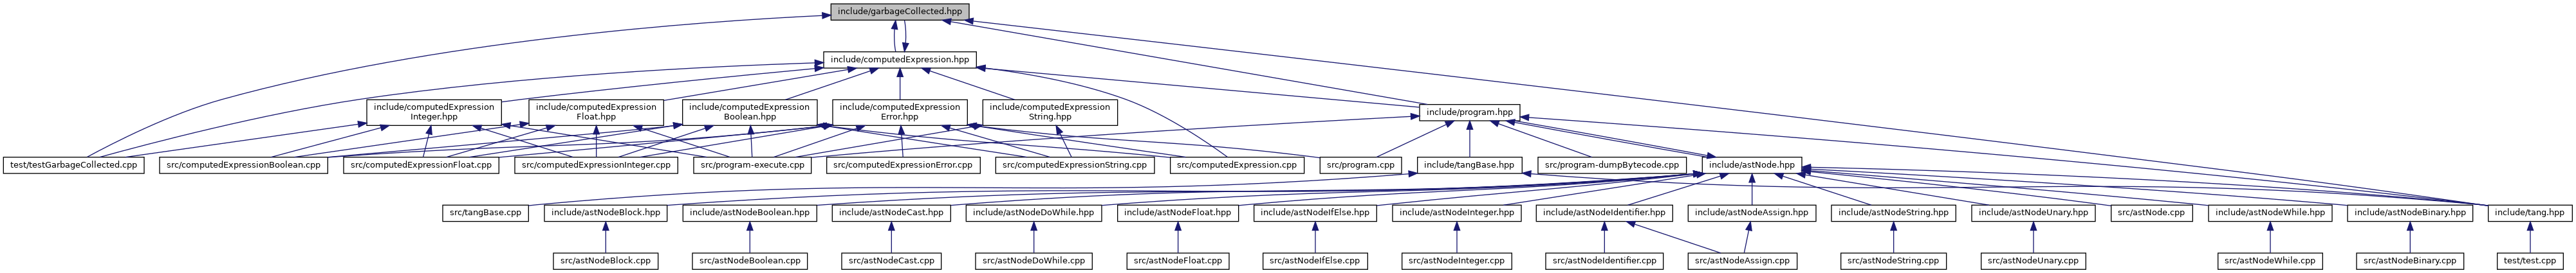 include/garbageCollected.hpp
include/computedExpression.hpp
include/computedExpression
Integer.hpp
include/computedExpression
Float.hpp
include/computedExpression
Boolean.hpp
include/computedExpression
Error.hpp
include/computedExpression
String.hpp
include/program.hpp
test/testGarbageCollected.cpp
src/computedExpressionBoolean.cpp
src/computedExpressionFloat.cpp
src/computedExpressionInteger.cpp
src/program-execute.cpp
src/computedExpressionError.cpp
src/computedExpressionString.cpp
src/computedExpression.cpp
src/program.cpp
include/tangBase.hpp
src/program-dumpBytecode.cpp
include/astNode.hpp
src/tangBase.cpp
include/astNodeBlock.hpp
include/astNodeBoolean.hpp
include/astNodeCast.hpp
include/astNodeDoWhile.hpp
include/astNodeFloat.hpp
include/astNodeIfElse.hpp
include/astNodeInteger.hpp
include/astNodeIdentifier.hpp
include/astNodeAssign.hpp
include/astNodeString.hpp
include/astNodeUnary.hpp
src/astNode.cpp
include/astNodeWhile.hpp
include/astNodeBinary.hpp
include/tang.hpp
src/astNodeBlock.cpp
src/astNodeBoolean.cpp
src/astNodeCast.cpp
src/astNodeDoWhile.cpp
src/astNodeFloat.cpp
src/astNodeIfElse.cpp
src/astNodeInteger.cpp
src/astNodeIdentifier.cpp
src/astNodeAssign.cpp
src/astNodeString.cpp
src/astNodeUnary.cpp
src/astNodeWhile.cpp
src/astNodeBinary.cpp
test/test.cpp